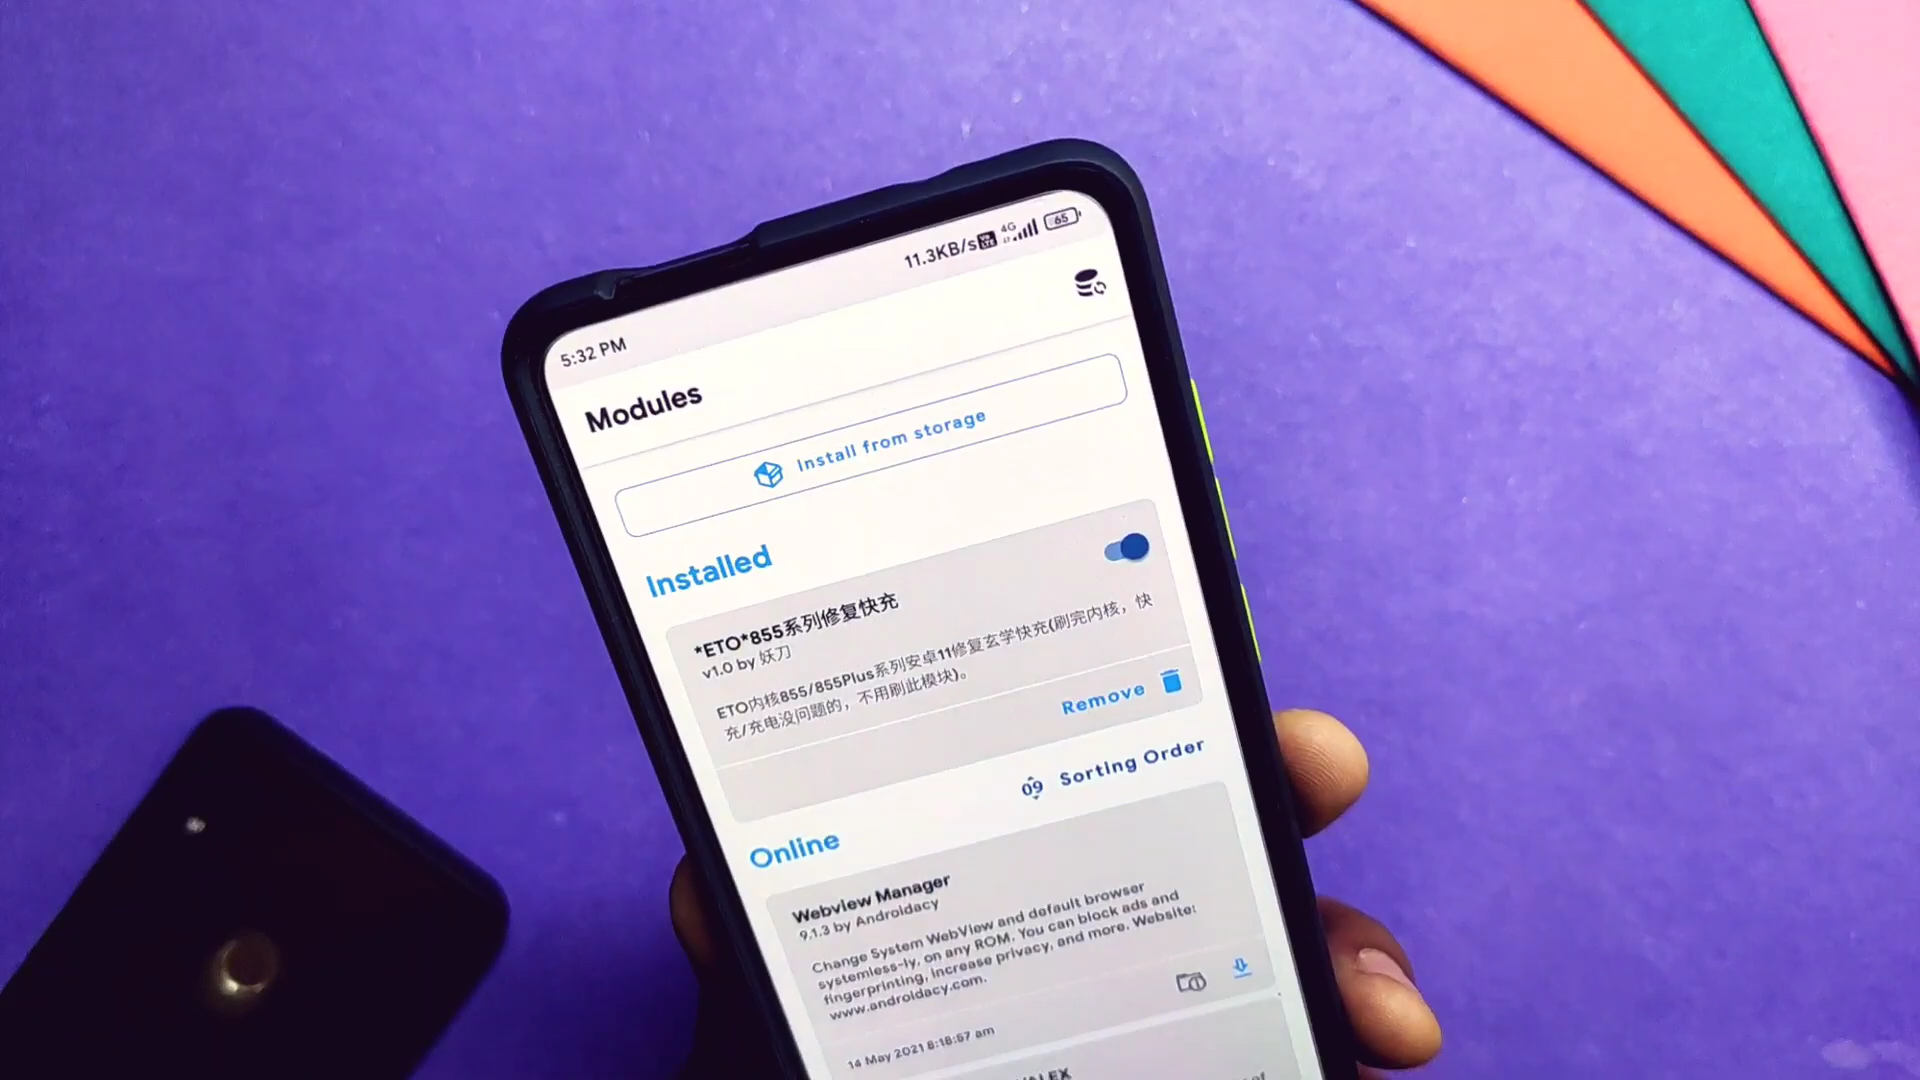 5:32 PM
11.3KB/s
Vo LTE
4G
65
Modules
Install from storage
Installed
*ETO*855系列修复快充
v1.0 by 妖刀
ETO内核855/855Plus系列安卓11修复玄学快充(刷完内核，快
充/充电没问题的，不用刷此模块)。
Remove
Sorting Order
Online
Webview Manager
9.1.3 by Androidacy
Change System WebView and default browser
systemless-ly, on any ROM. You can block ads and
fingerprinting, increase privacy, and more. Website:
www.androidacy.com.
14 May 2021 8:18:57 am